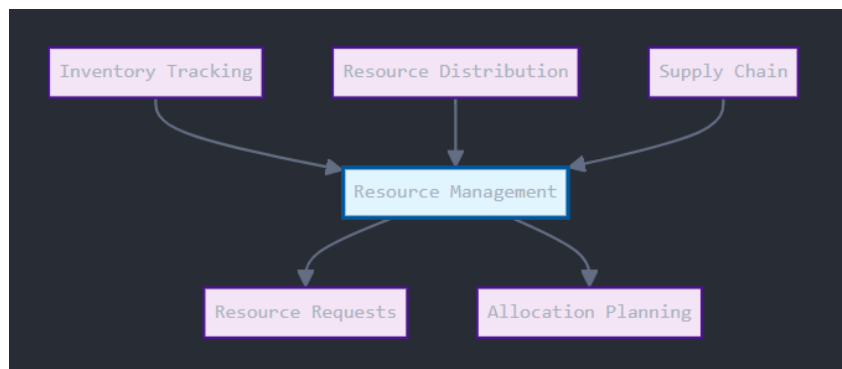 Inventory Tracking
Resource Distribution
Supply Chain
Resource Management
Resource Requests
Allocation Planning